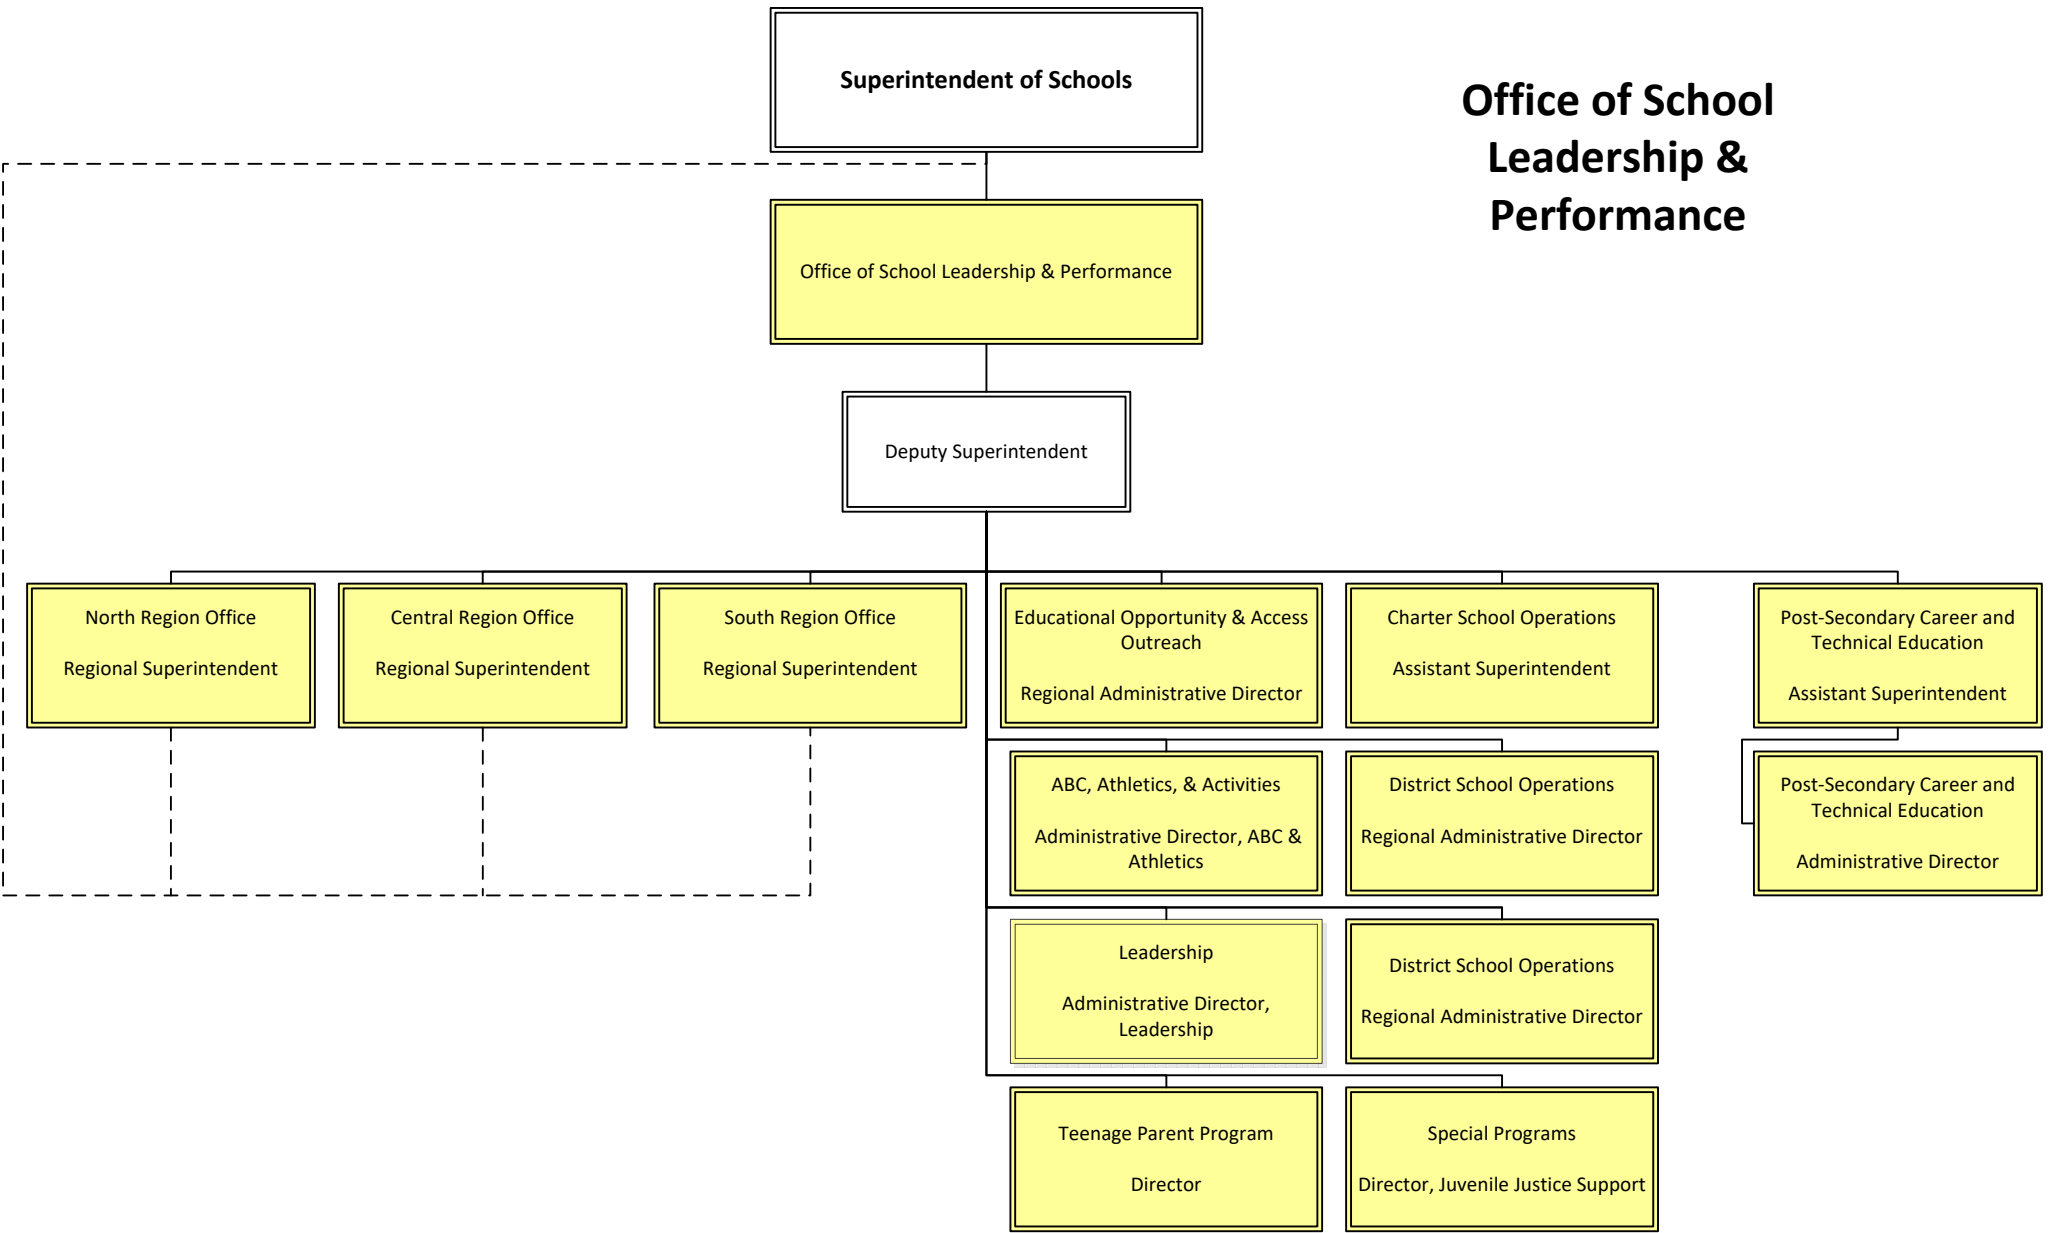 Superintendent of Schools
Office of School
Leadership &
Performance
Office of School Leadership & Performance
Deputy Superintendent
North Region Office
Regional Superintendent
Central Region Office
Regional Superintendent
South Region Office
Regional Superintendent
Educational Opportunity & Access
Outreach
Regional Administrative Director
Charter School Operations
Assistant Superintendent
Post-Secondary Career and
Technical Education
Assistant Superintendent
ABC, Athletics, & Activities
Administrative Director, ABC &
Athletics
District School Operations
Regional Administrative Director
Post-Secondary Career and
Technical Education
Administrative Director
Leadership
Administrative Director,
Leadership
District School Operations
Regional Administrative Director
Teenage Parent Program
Director
Special Programs
Director, Juvenile Justice Support